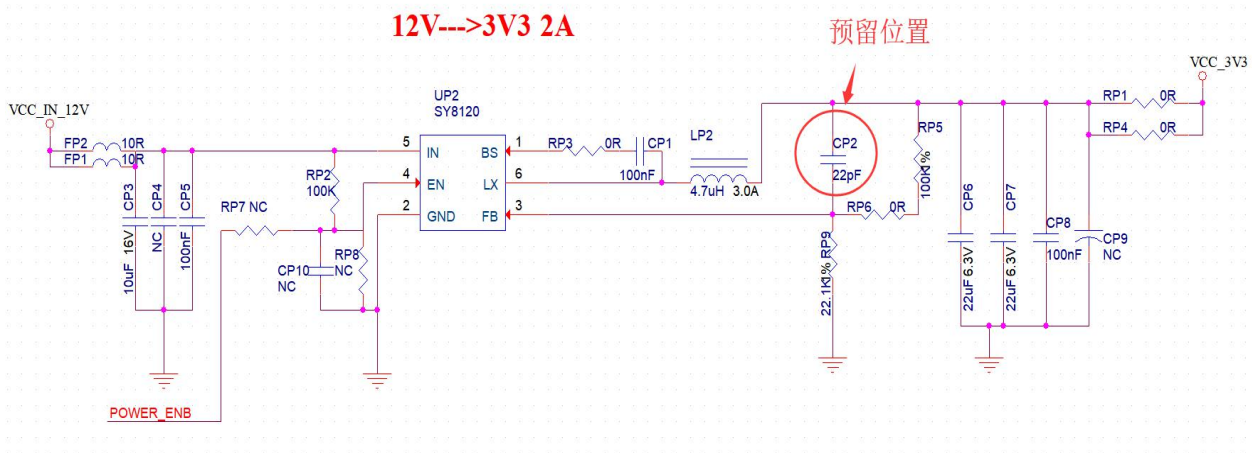 12V--->3V3 2A
预留位置
VCC_3V3
VCC_IN_12V
UP2
SY8120
FP2 10R
FP1 10R
CP3
10uF 16V
CP4
NC
CP5
100nF
RP2
100K
RP7 NC
CP10
NC
RP8
NC
5 IN
4 EN
2 GND
BS 1
LX 6
FB 3
RP3 0R
CP1
100nF
LP2
4.7uH 3.0A
CP2
22pF
RP5
100K1%
RP6 0R
RP9
22.1K1%
CP6
22uF 6.3V
CP7
22uF 6.3V
CP8
100nF
CP9
NC
RP1 0R
RP4 0R
POWER_ENB